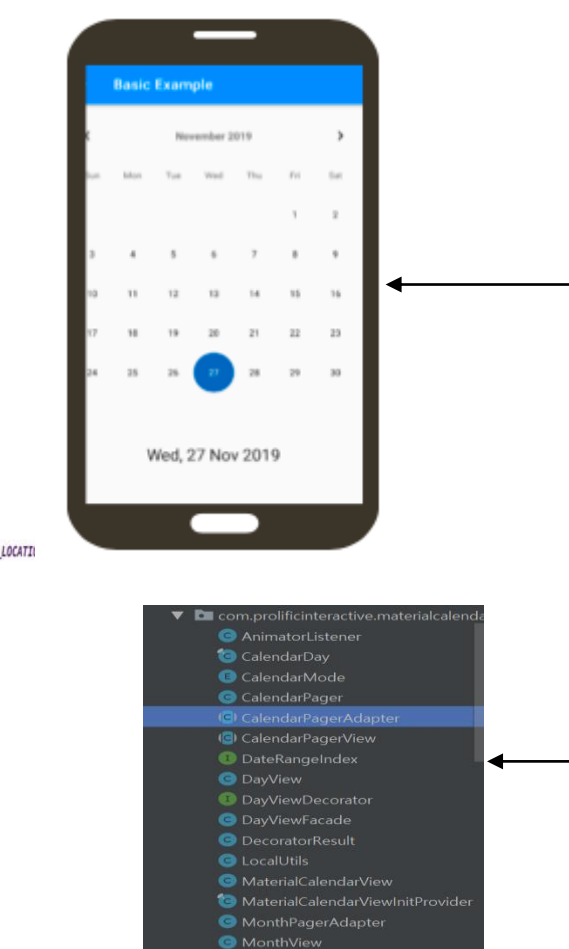 Basic Example
November 2019
Sun Mon Tue Wed Thu Fri Sat
1 2
3 4 5 6 7 8 9
10 11 12 13 14 15 16
17 18 19 20 21 22 23
24 25 26 27 28 29 30
Wed, 27 Nov 2019
_LOCATI
com.prolificinteractive.materialcalenda
C AnimatorListener
C CalendarDay
E CalendarMode
C CalendarPager
C CalendarPagerAdapter
C CalendarPagerView
I DateRangeIndex
C DayView
I DayViewDecorator
C DayViewFacade
C DecoratorResult
C LocalUtils
C MaterialCalendarView
C MaterialCalendarViewInitProvider
C MonthPagerAdapter
C MonthView